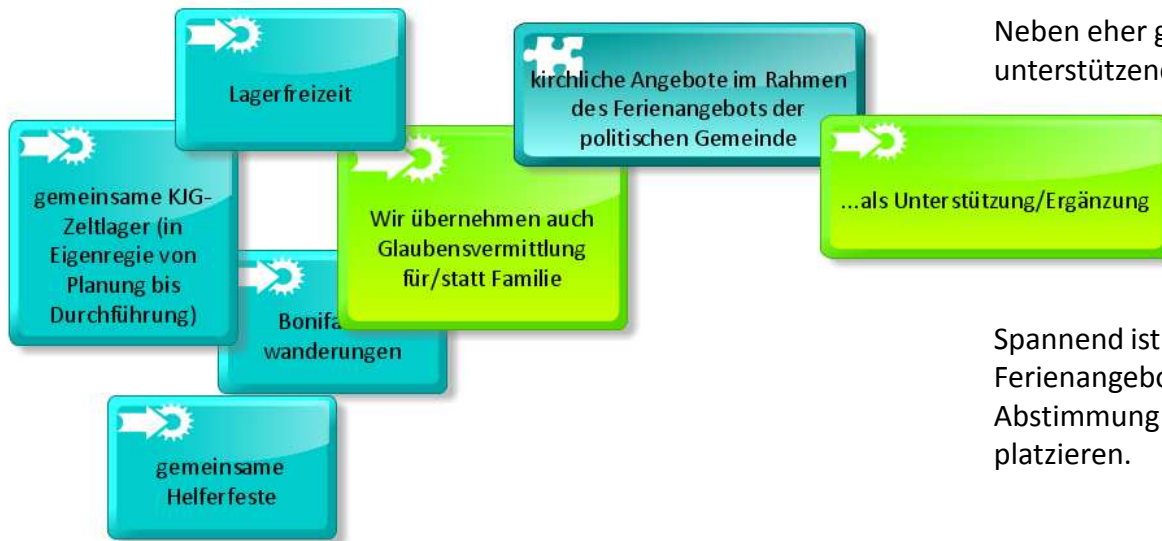 Lagerfreizeit
kirchliche Angebote im Rahmen
des Ferienangebots der
politischen Gemeinde
gemeinsame KJG-
Zeltlager (in
Eigenregie von
Planung bis
Durchführung)
Wir übernehmen auch
Glaubensvermittlung
für/statt Familie
...als Unterstützung/Ergänzung
wanderungen
gemeinsame
Helferfeste
Neben eher
Spannend ist
Abstimmung
platzieren.